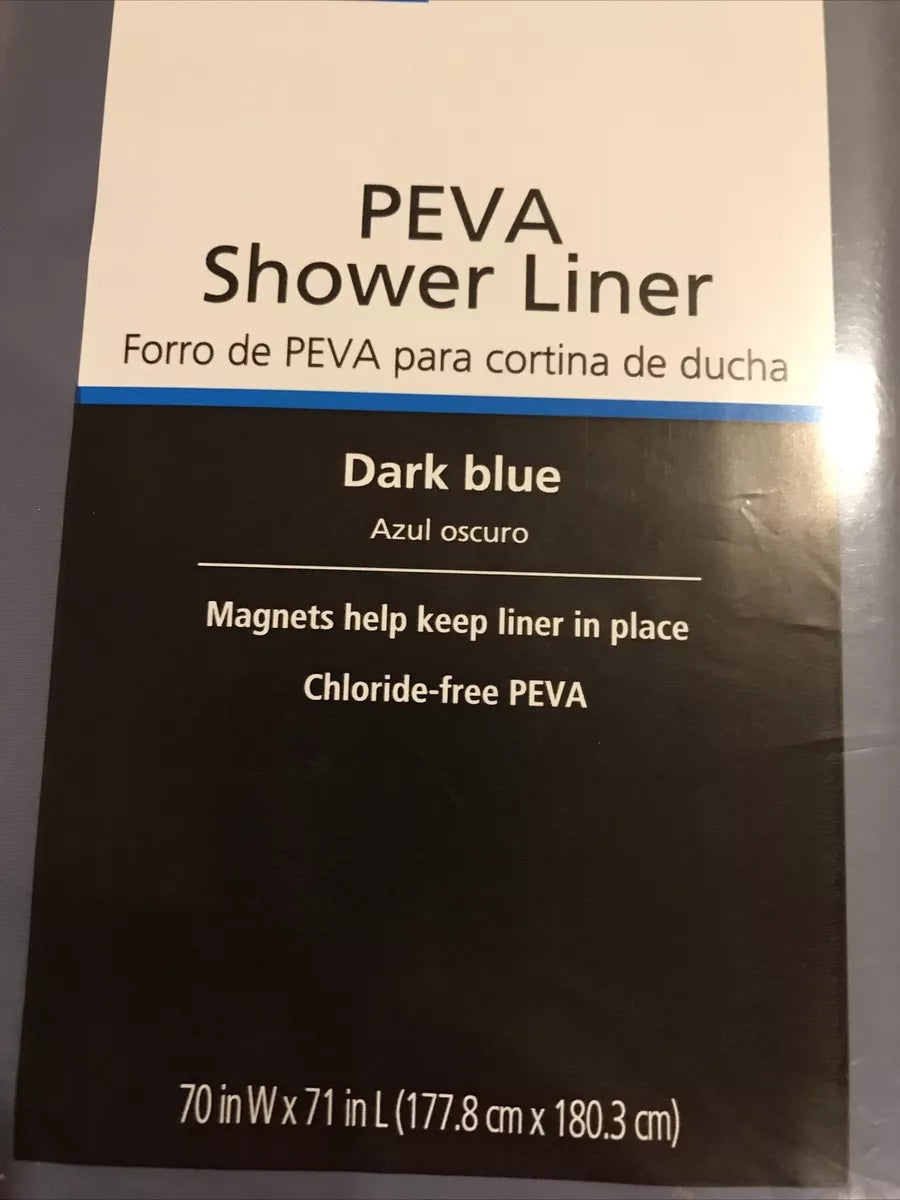 PEVA
Shower Liner
Forro de PEVA para cortina de ducha
Dark blue
Azul oscuro
Magnets help keep liner in place
Chloride-free PEVA
70 in W x 71 in L (177.8 cm x 180.3 cm)